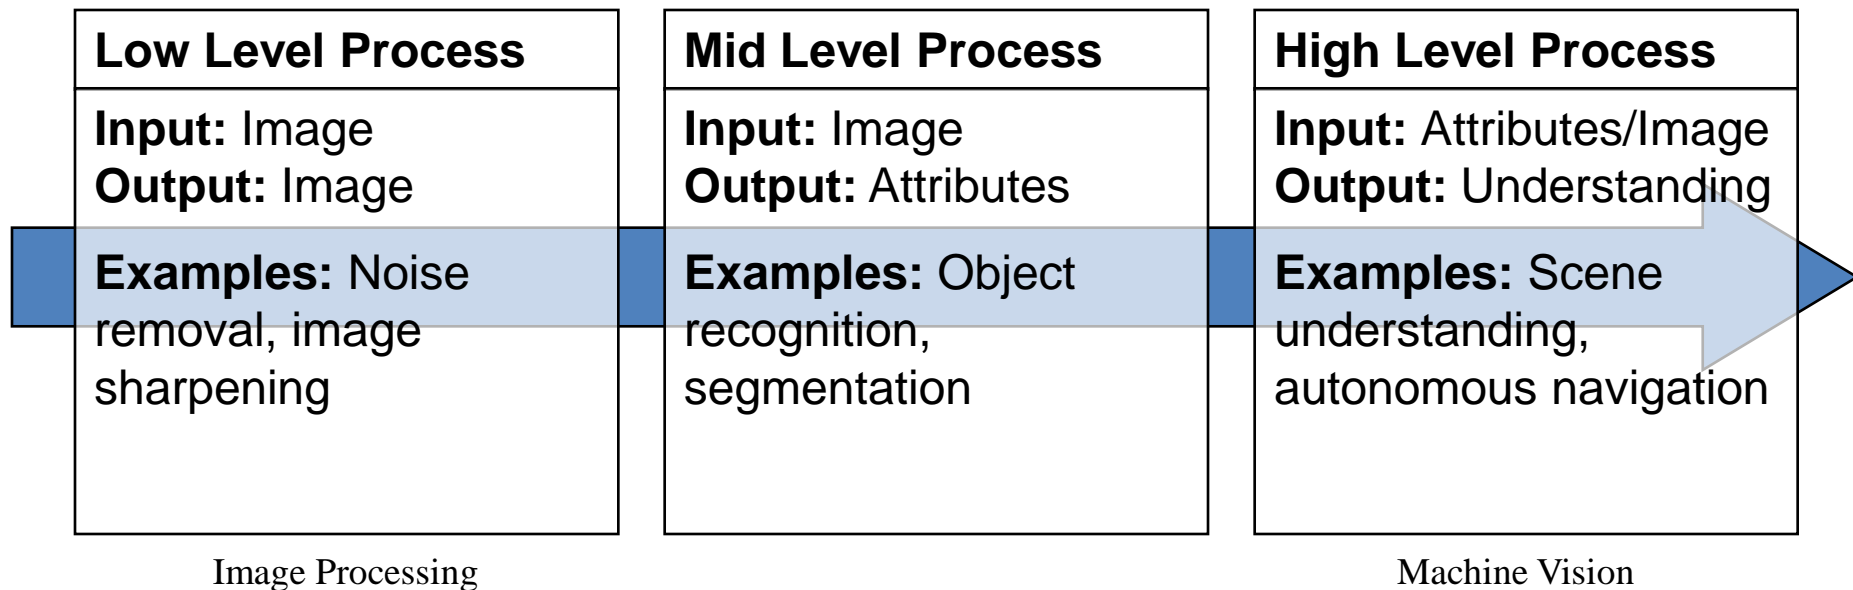 Low Level Process
Input: Image
Output: Image
Examples: Noise
removal, image
sharpening
Mid Level Process
Input: Image
Output: Attributes
Examples: Object
recognition,
segmentation
High Level Process
Input: Attributes/Image
Output: Understanding
Examples: Scene
understanding,
autonomous navigation
Image Processing
Machine Vision